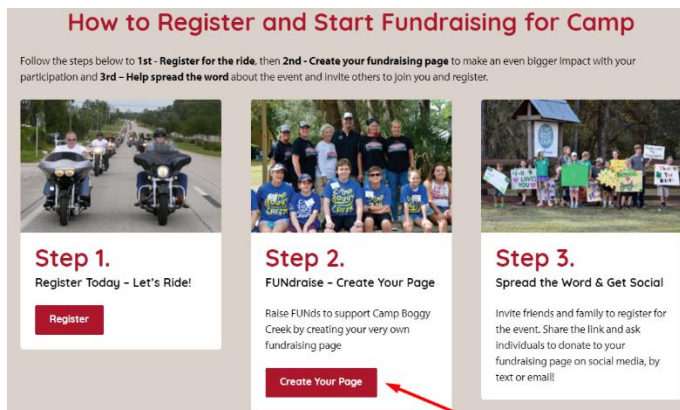 How to Register and Start Fundraising for Camp
Follow the steps below to 1st - Register for the ride, then 2nd - Create your fundraising page to make an even bigger impact with your
participation and 3rd – Help spread the word about the event and invite others to join you and register.
Step 1.
Register Today – Let's Ride!
Register
CAMP
BOGGY
CREEK
Step 2.
FUNdraise – Create Your Page
Raise FUNds to support Camp Boggy
Creek by creating your very own
fundraising page
Create Your Page
4-H
LOVES
YOU
Step 3.
Spread the Word & Get Social
Invite friends and family to register for
the event. Share the link and ask
individuals to donate to your
fundraising page on social media, by
text or email!